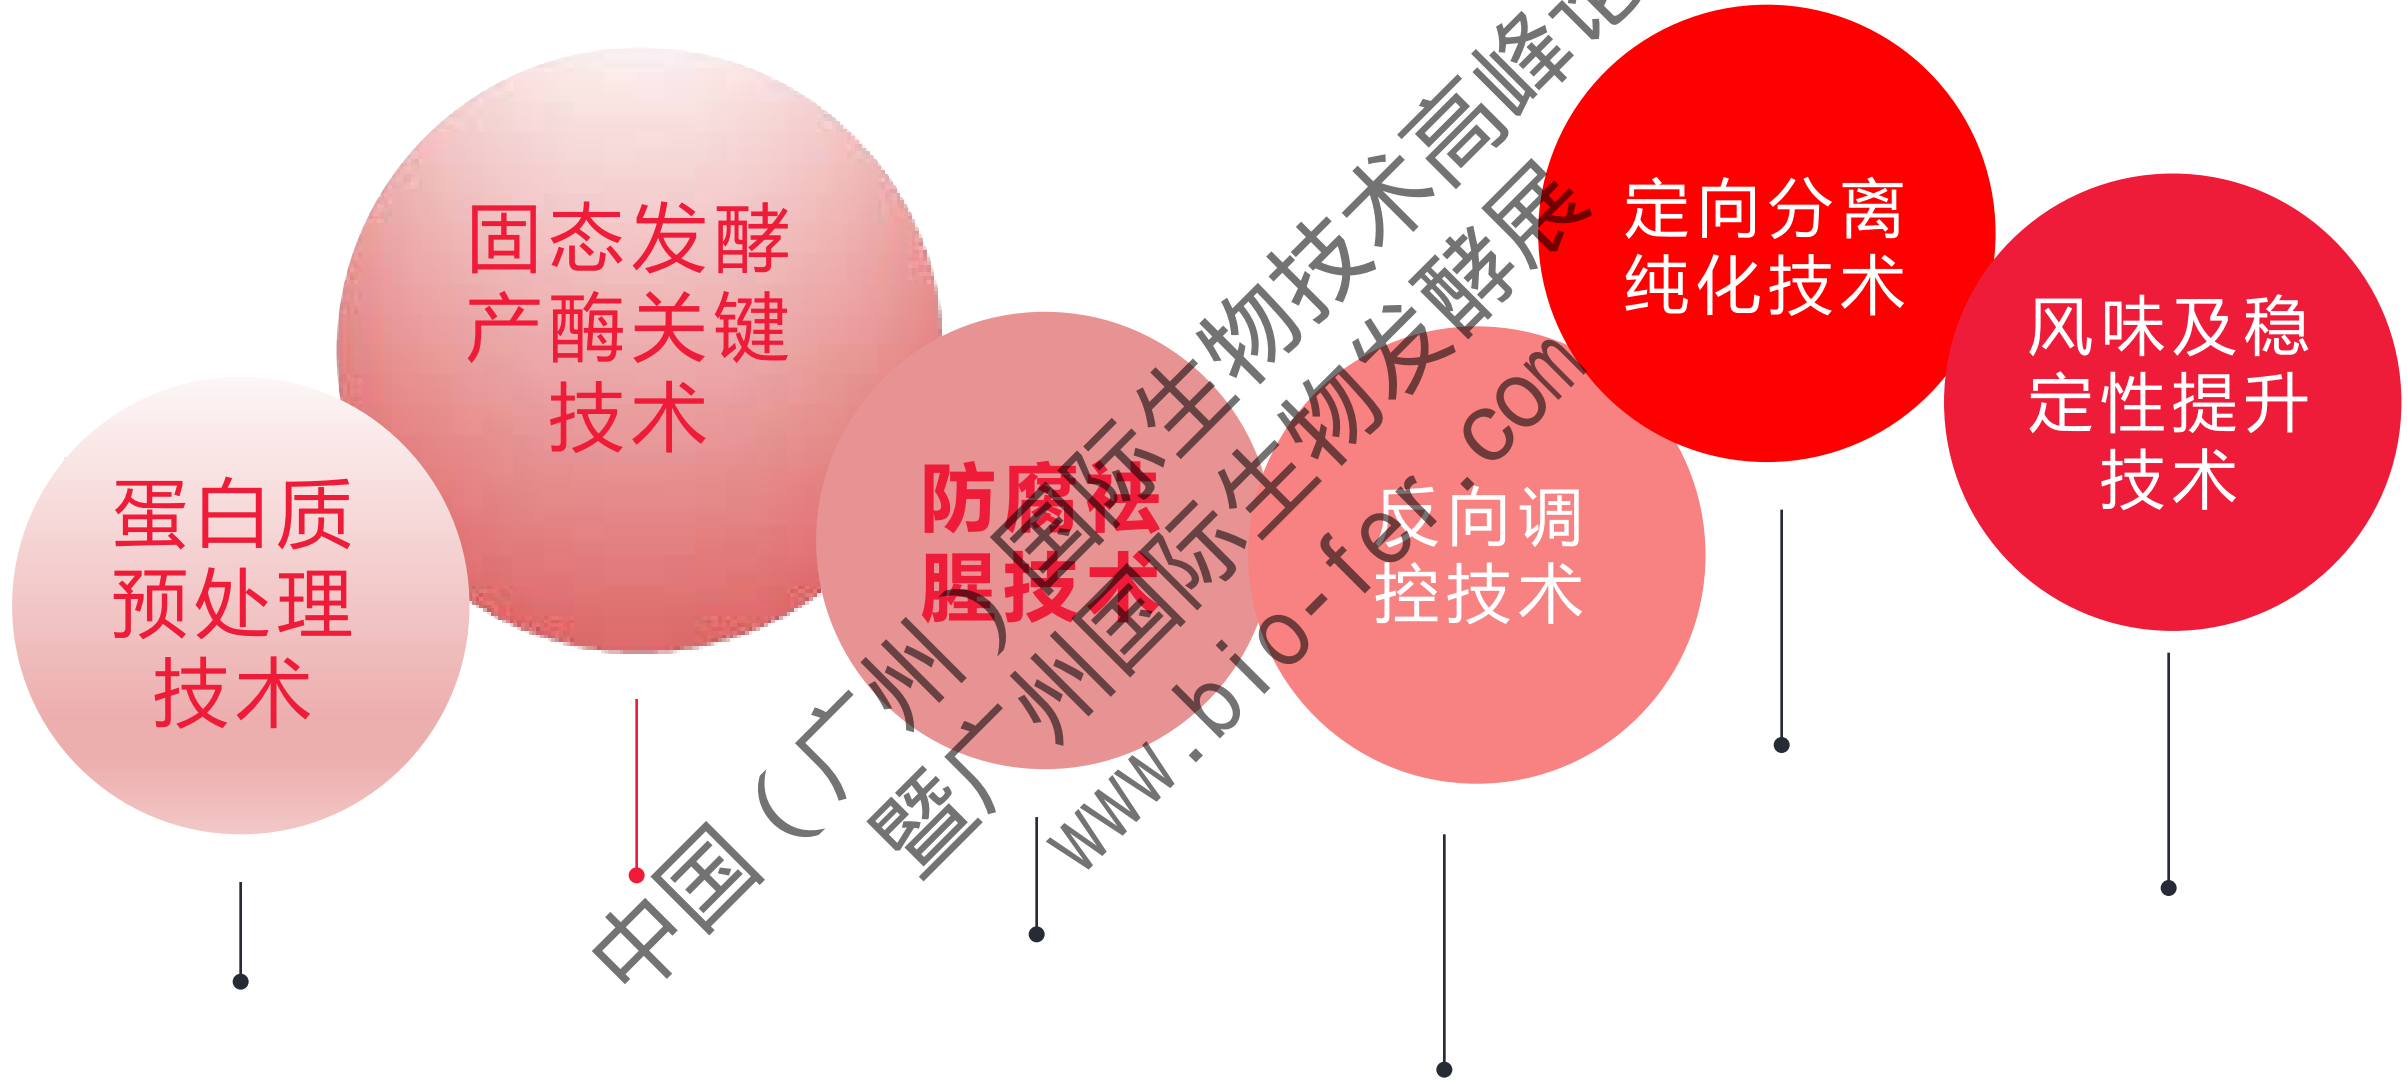 蛋白质
预处理
技术
固态发酵
产酶关键
技术
防腐祛
腥技术
反向调
控技术
定向分离
纯化技术
风味及稳
定性提升
技术
中国（广州）国际生物技术高峰论
暨广州国际生物发酵展
www.bio-fer.com